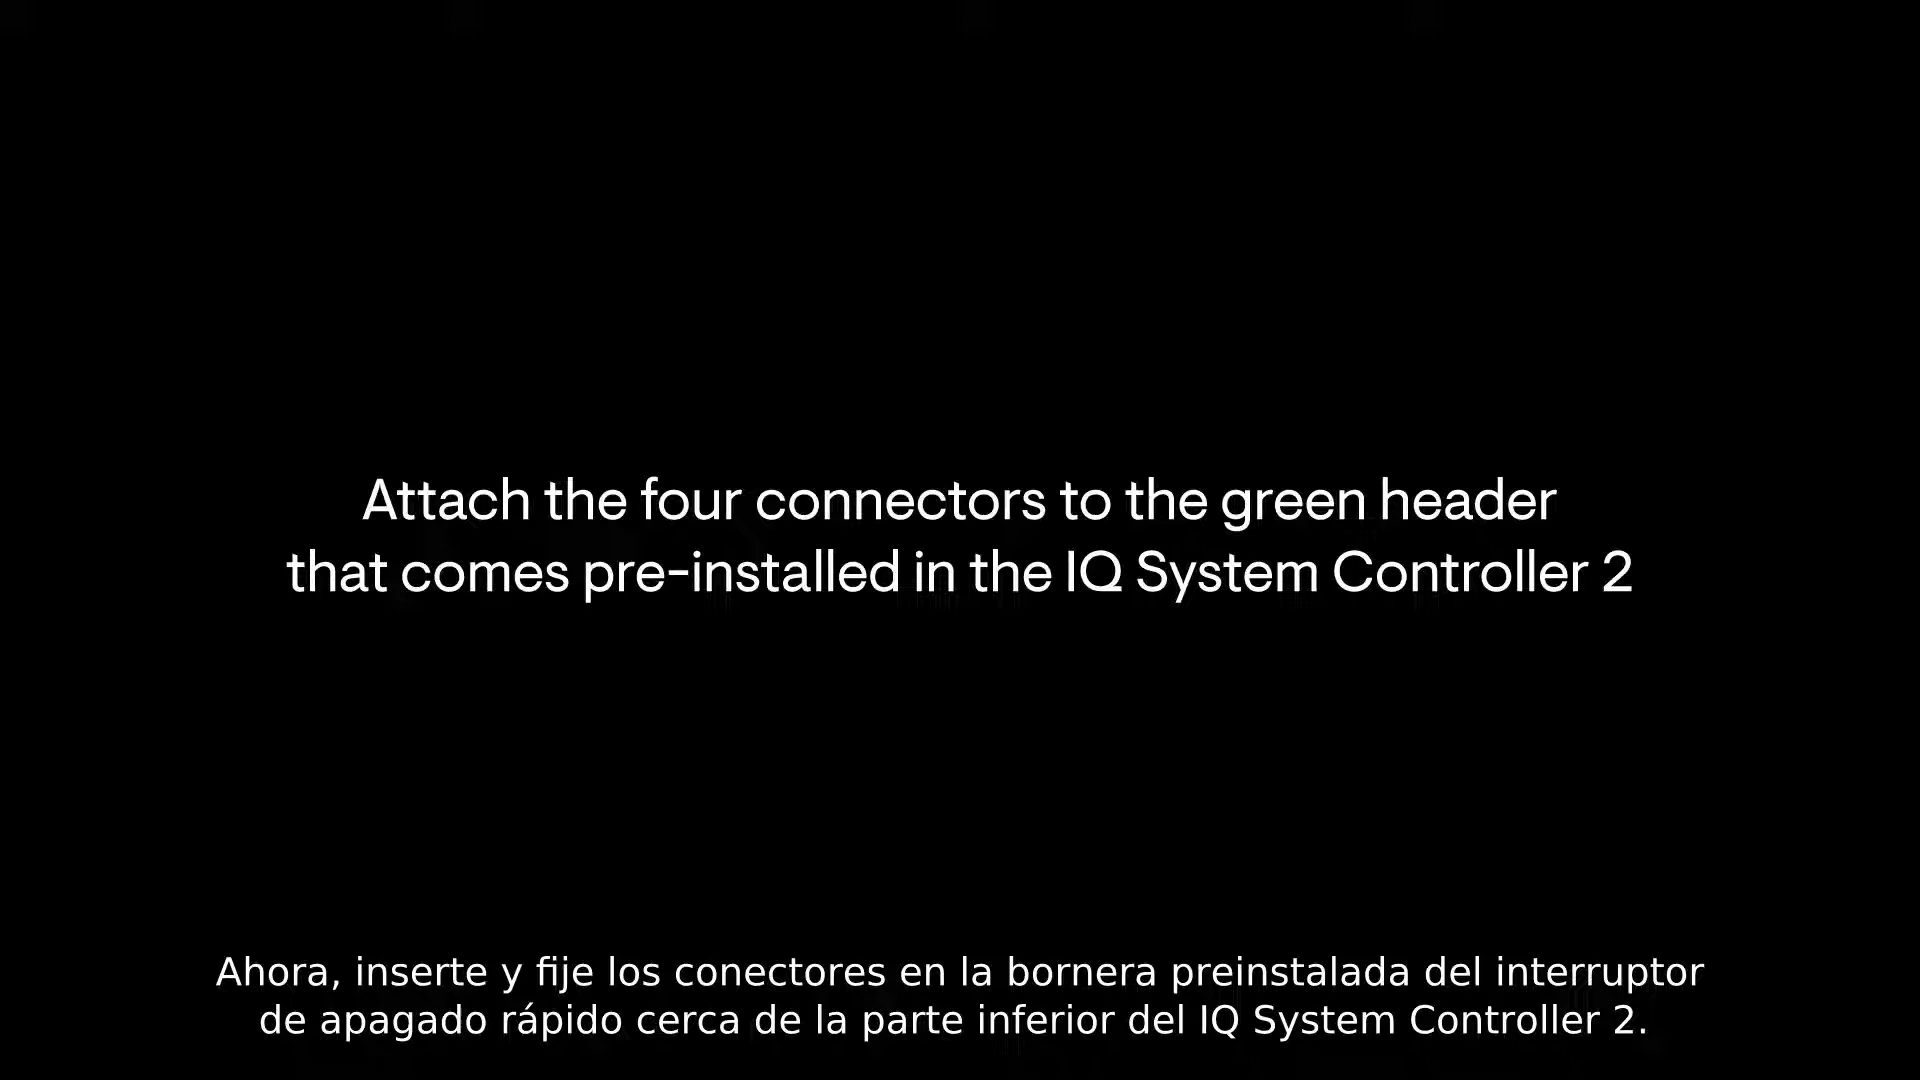 Attach the four connectors to the green header
that comes pre-installed in the IQ System Controller 2
Ahora, inserte y fije los conectores en la bornera preinstalada del interruptor
de apagado rápido cerca de la parte inferior del IQ System Controller 2.